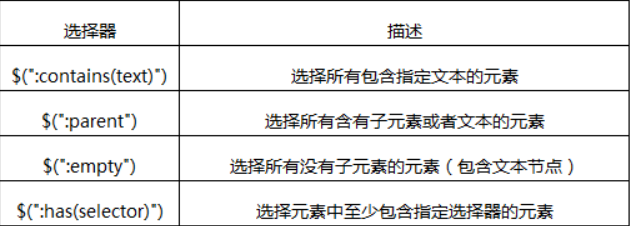 选择器 描述
$(":contains(text)") 选择所有包含指定文本的元素
$(":parent") 选择所有含有子元素或者文本的元素
$(":empty") 选择所有没有子元素的元素（包含文本节点）
$(":has(selector)") 选择元素中至少包含指定选择器的元素